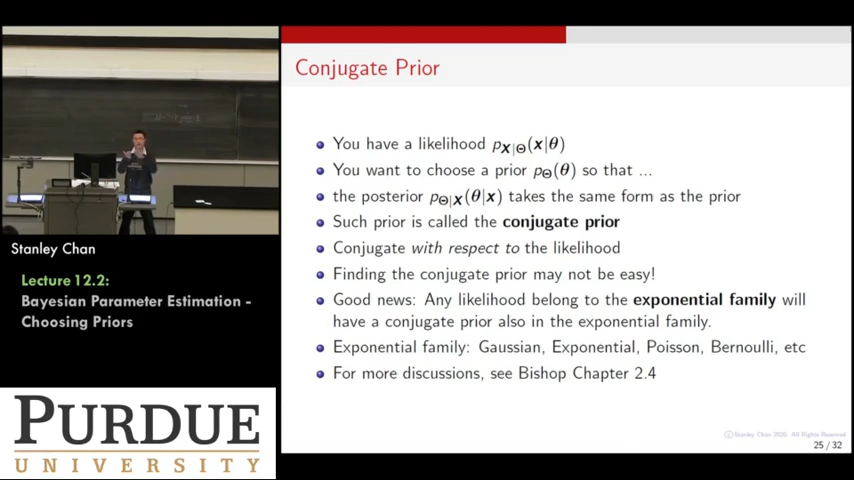 Conjugate Prior
You have a likelihood p_{X|Θ}(x|θ)
You want to choose a prior p_Θ(θ) so that ...
the posterior p_{Θ|X}(θ|x) takes the same form as the prior
Such prior is called the conjugate prior
Conjugate with respect to the likelihood
Finding the conjugate prior may not be easy!
Good news: Any likelihood belong to the exponential family will
have a conjugate prior also in the exponential family.
Exponential family: Gaussian, Exponential, Poisson, Bernoulli, etc
For more discussions, see Bishop Chapter 2.4
©Stanley Chan 2020. All Rights Reserved
25 / 32
Stanley Chan
Lecture 12.2:
Bayesian Parameter Estimation -
Choosing Priors
PURDUE
UNIVERSITY